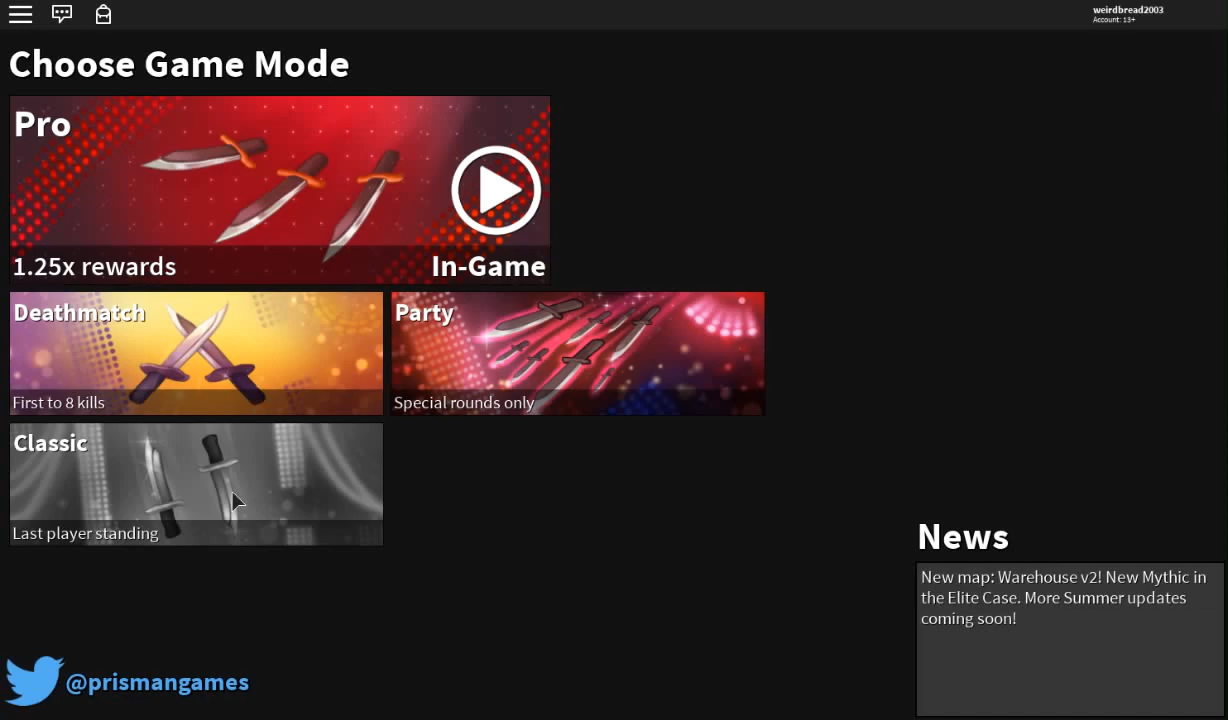 weirdbread2003
Account: 13+
Choose Game Mode
Pro
1.25x rewards
In-Game
Deathmatch
First to 8 kills
Party
Special rounds only
Classic
Last player standing
News
New map: Warehouse v2! New Mythic in
the Elite Case. More Summer updates
coming soon!
@prismangames